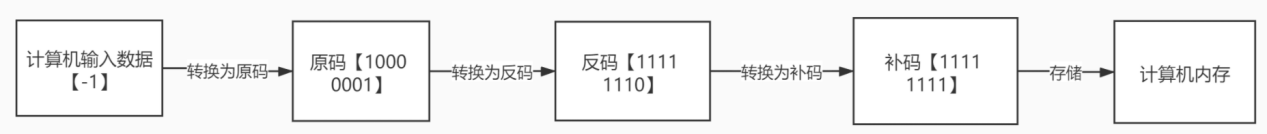 计算机输入数据
【-1】
转换为原码
原码【1000
0001】
转换为反码
反码【1111
1110】
转换为补码
补码【1111
1111】
存储
计算机内存